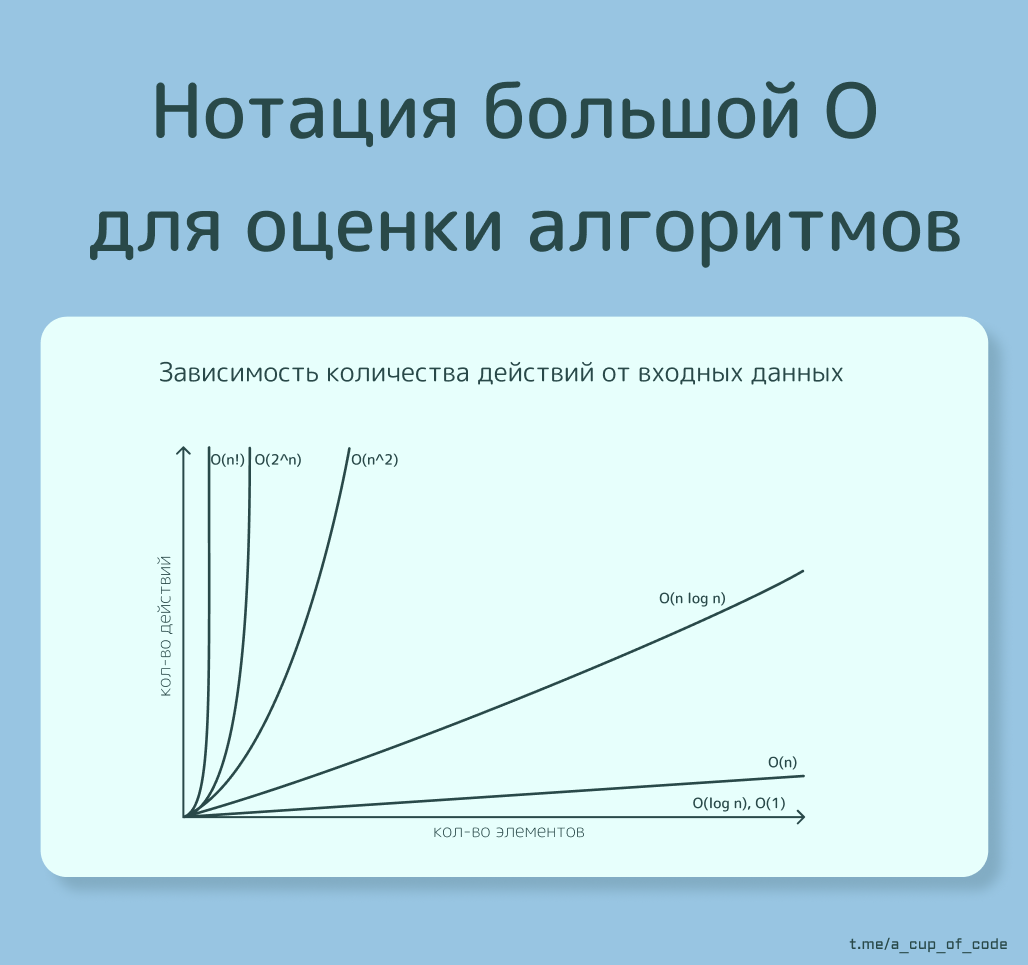 Нотация большой О
для оценки алгоритмов
Зависимость количества действий от входных данных
O(n!)
O(2^n)
O(n^2)
кол-во действий
O(n log n)
O(n)
O(log n), O(1)
кол-во элементов
t.me/a_cup_of_code